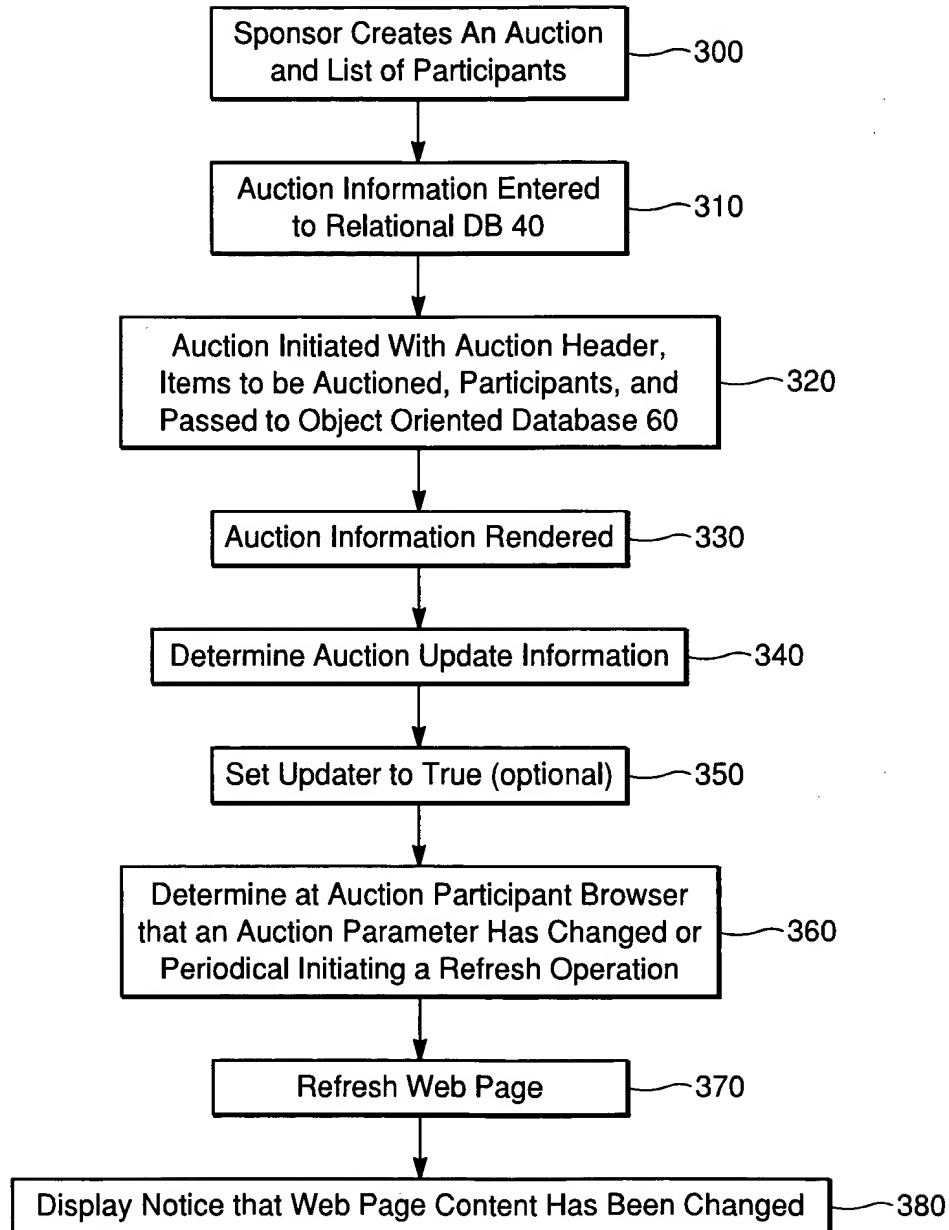 Sponsor Creates An Auction
and List of Participants
300
Auction Information Entered
to Relational DB 40
310
Auction Initiated With Auction Header,
Items to be Auctioned, Participants, and
Passed to Object Oriented Database 60
320
Auction Information Rendered
330
Determine Auction Update Information
340
Set Updater to True (optional)
350
Determine at Auction Participant Browser
that an Auction Parameter Has Changed or
Periodical Initiating a Refresh Operation
360
Refresh Web Page
370
Display Notice that Web Page Content Has Been Changed
380